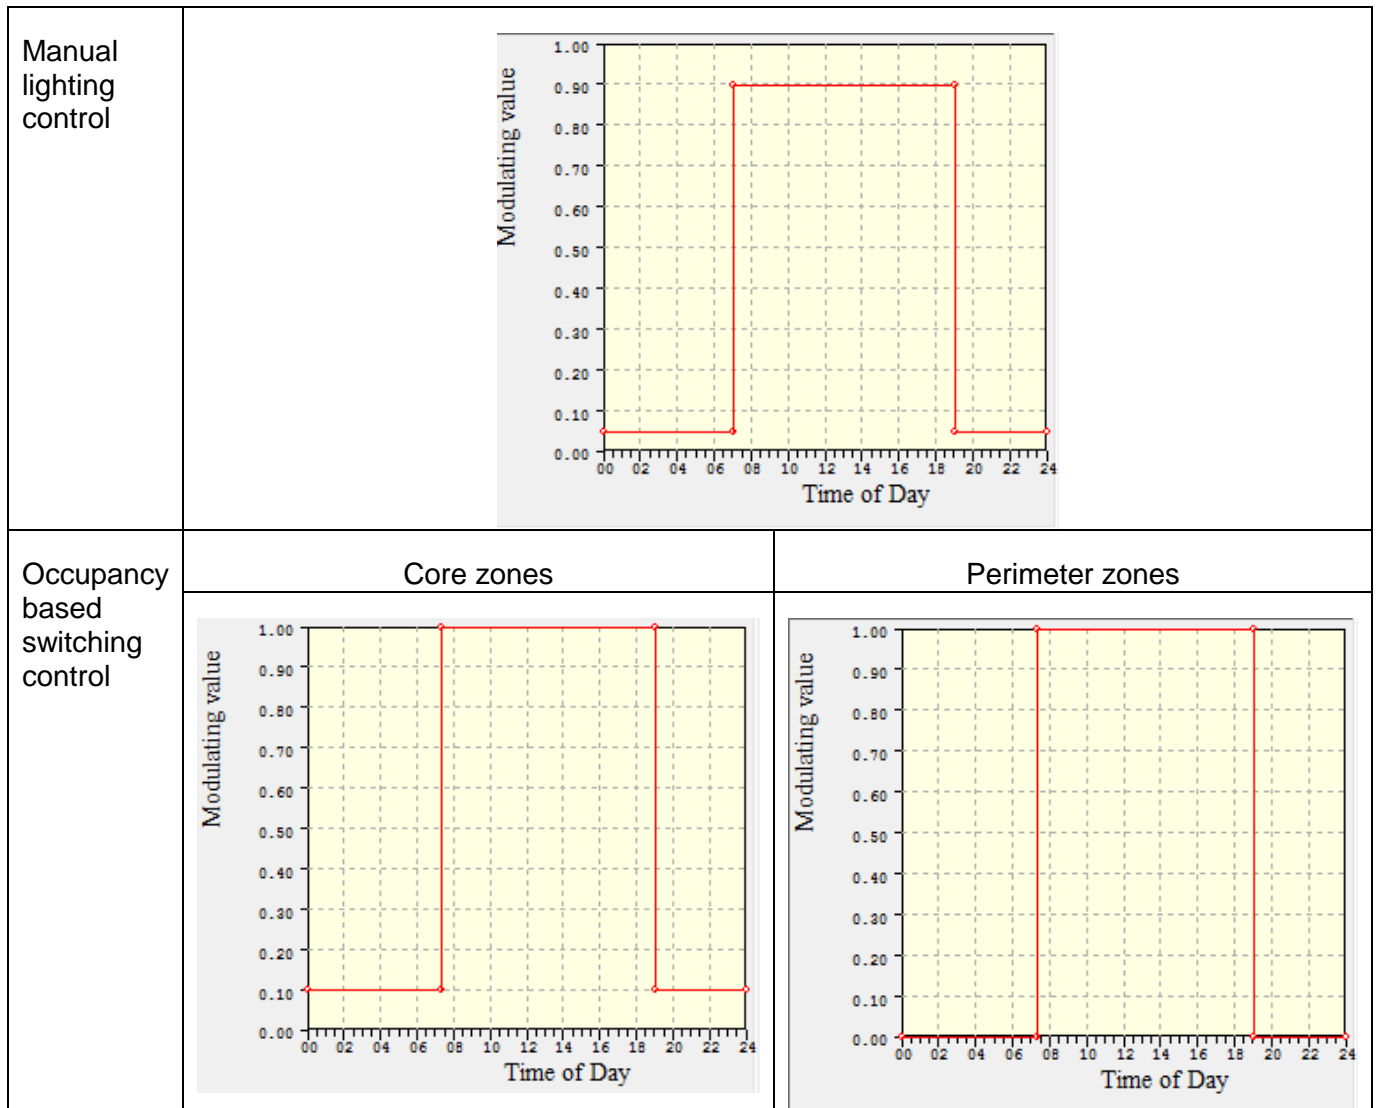 Manual
lighting
control
Modulating value
1.00
0.90
0.80
0.70
0.60
0.50
0.40
0.30
0.20
0.10
0.00
00 02 04 06 08 10 12 14 16 18 20 22 24
Time of Day
Occupancy
based
switching
control
Core zones
Perimeter zones
Modulating value
1.00
0.90
0.80
0.70
0.60
0.50
0.40
0.30
0.20
0.10
0.00
00 02 04 06 08 10 12 14 16 18 20 22 24
Time of Day
Modulating value
1.00
0.90
0.80
0.70
0.60
0.50
0.40
0.30
0.20
0.10
0.00
00 02 04 06 08 10 12 14 16 18 20 22 24
Time of Day